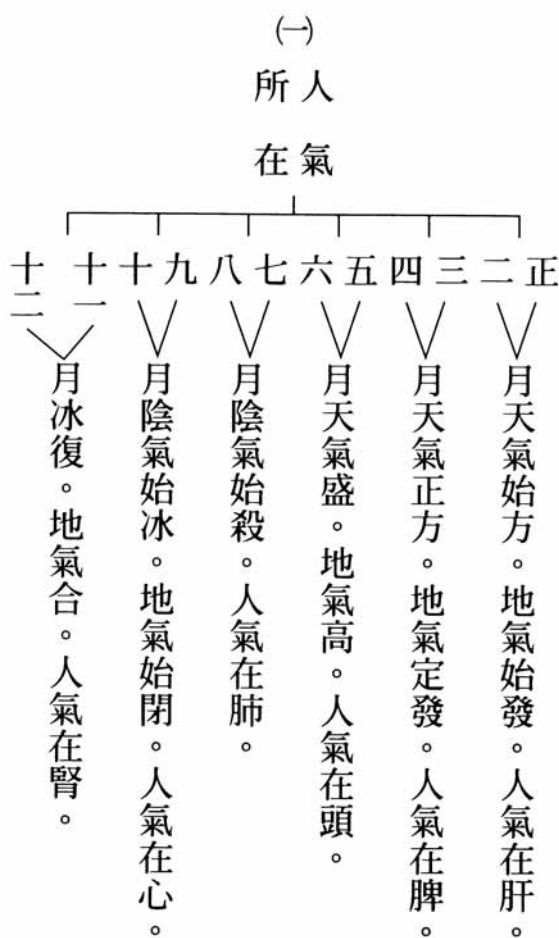 ㈠
人氣
所在
正二月天氣始方。地氣始發。人氣在肝。
三四月天氣正方。地氣定發。人氣在脾。
五六月天氣盛。地氣高。人氣在頭。
七八月陰氣始殺。人氣在肺。
九十月陰氣始冰。地氣始閉。人氣在心。
十一十二月冰復。地氣合。人氣在腎。